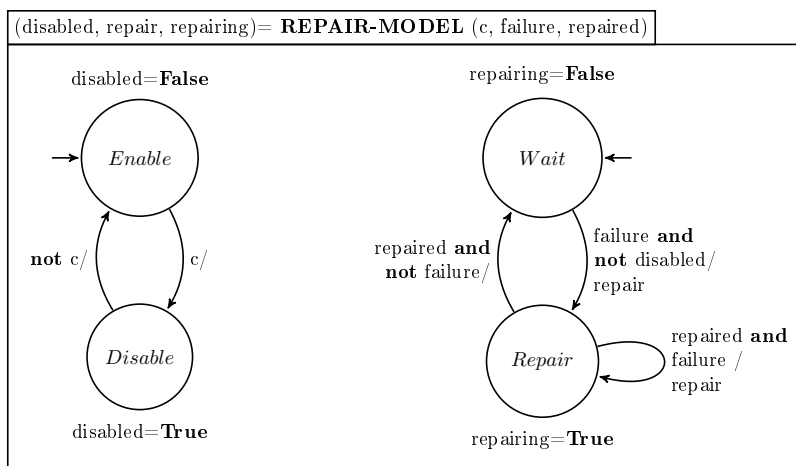 (disabled, repair, repairing)= REPAIR-MODEL (c, failure, repaired)
disabled=False
Enable
not c/
c/
Disable
disabled=True
repairing=False
Wait
repaired and
not failure/
failure and
not disabled/
repair
Repair
repaired and
failure /
repair
repairing=True